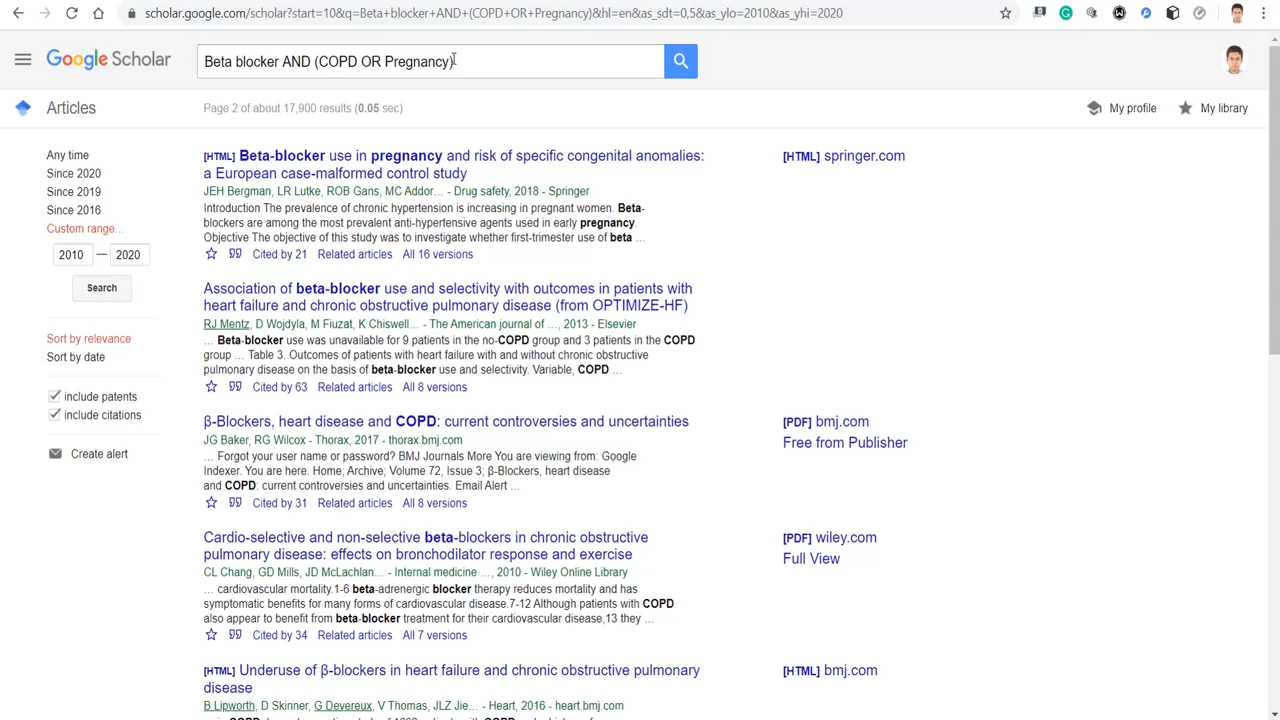 scholar.google.com/scholar?start=10&q=Beta+blocker+AND+(COPD+OR+Pregnancy)&hl=en&as_sdt=0,5&as_ylo=2010&as_yhi=2020
Google Scholar
Beta blocker AND (COPD OR Pregnancy)
Articles
Page 2 of about 17,900 results (0.05 sec)
My profile
My library
Any time
Since 2020
Since 2019
Since 2016
Custom range...
2010 — 2020
Search
Sort by relevance
Sort by date
include patents
include citations
Create alert
[HTML] Beta-blocker use in pregnancy and risk of specific congenital anomalies:
a European case-malformed control study
JEH Bergman, LR Lutke, ROB Gans, MC Addor… - Drug safety, 2018 - Springer
Introduction The prevalence of chronic hypertension is increasing in pregnant women. Beta-
blockers are among the most prevalent anti-hypertensive agents used in early pregnancy.
Objective The objective of this study was to investigate whether first-trimester use of beta ...
Cited by 21 Related articles All 16 versions
[HTML] springer.com
Association of beta-blocker use and selectivity with outcomes in patients with
heart failure and chronic obstructive pulmonary disease (from OPTIMIZE-HF)
RJ Mentz, D Wojdyla, M Fiuzat, K Chiswell… - The American journal of …, 2013 - Elsevier
... Beta-blocker use was unavailable for 9 patients in the no-COPD group and 3 patients in the COPD
group ... Table 3. Outcomes of patients with heart failure with and without chronic obstructive
pulmonary disease on the basis of beta-blocker use and selectivity. Variable, COPD ...
Cited by 63 Related articles All 8 versions
β-Blockers, heart disease and COPD: current controversies and uncertainties
JG Baker, RG Wilcox - Thorax, 2017 - thorax.bmj.com
... Forgot your user name or password? BMJ Journals More You are viewing from: Google
Indexer. You are here. Home; Archive; Volume 72, Issue 3; β-Blockers, heart disease
and COPD: current controversies and uncertainties. Email Alert ...
Cited by 31 Related articles All 8 versions
[PDF] bmj.com
Free from Publisher
Cardio-selective and non-selective beta-blockers in chronic obstructive
pulmonary disease: effects on bronchodilator response and exercise
CL Chang, GD Mills, JD McLachlan… - Internal medicine …, 2010 - Wiley Online Library
... cardiovascular mortality.1-6 beta-adrenergic blocker therapy reduces mortality and has
symptomatic benefits for many forms of cardiovascular disease.7-12 Although patients with COPD
also appear to benefit from beta-blocker treatment for their cardiovascular disease,13 they ...
Cited by 34 Related articles All 7 versions
[PDF] wiley.com
Full View
[HTML] Underuse of β-blockers in heart failure and chronic obstructive pulmonary
disease
B Lipworth, D Skinner, G Devereux, V Thomas, JLZ Jie… - Heart, 2016 - heart.bmj.com
[HTML] bmj.com